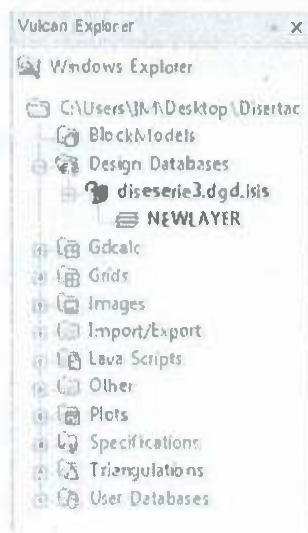 Vulcan Explorer
Windows Explorer
C:\Users\JM\Desktop\Disertac
BlockModels
Design Databases
diseserie3.dgd.isis
NEWLAYER
Gdcalc
Grids
Images
Import/Export
Lava Scripts
Other
Plots
Specifications
Triangulations
User Databases